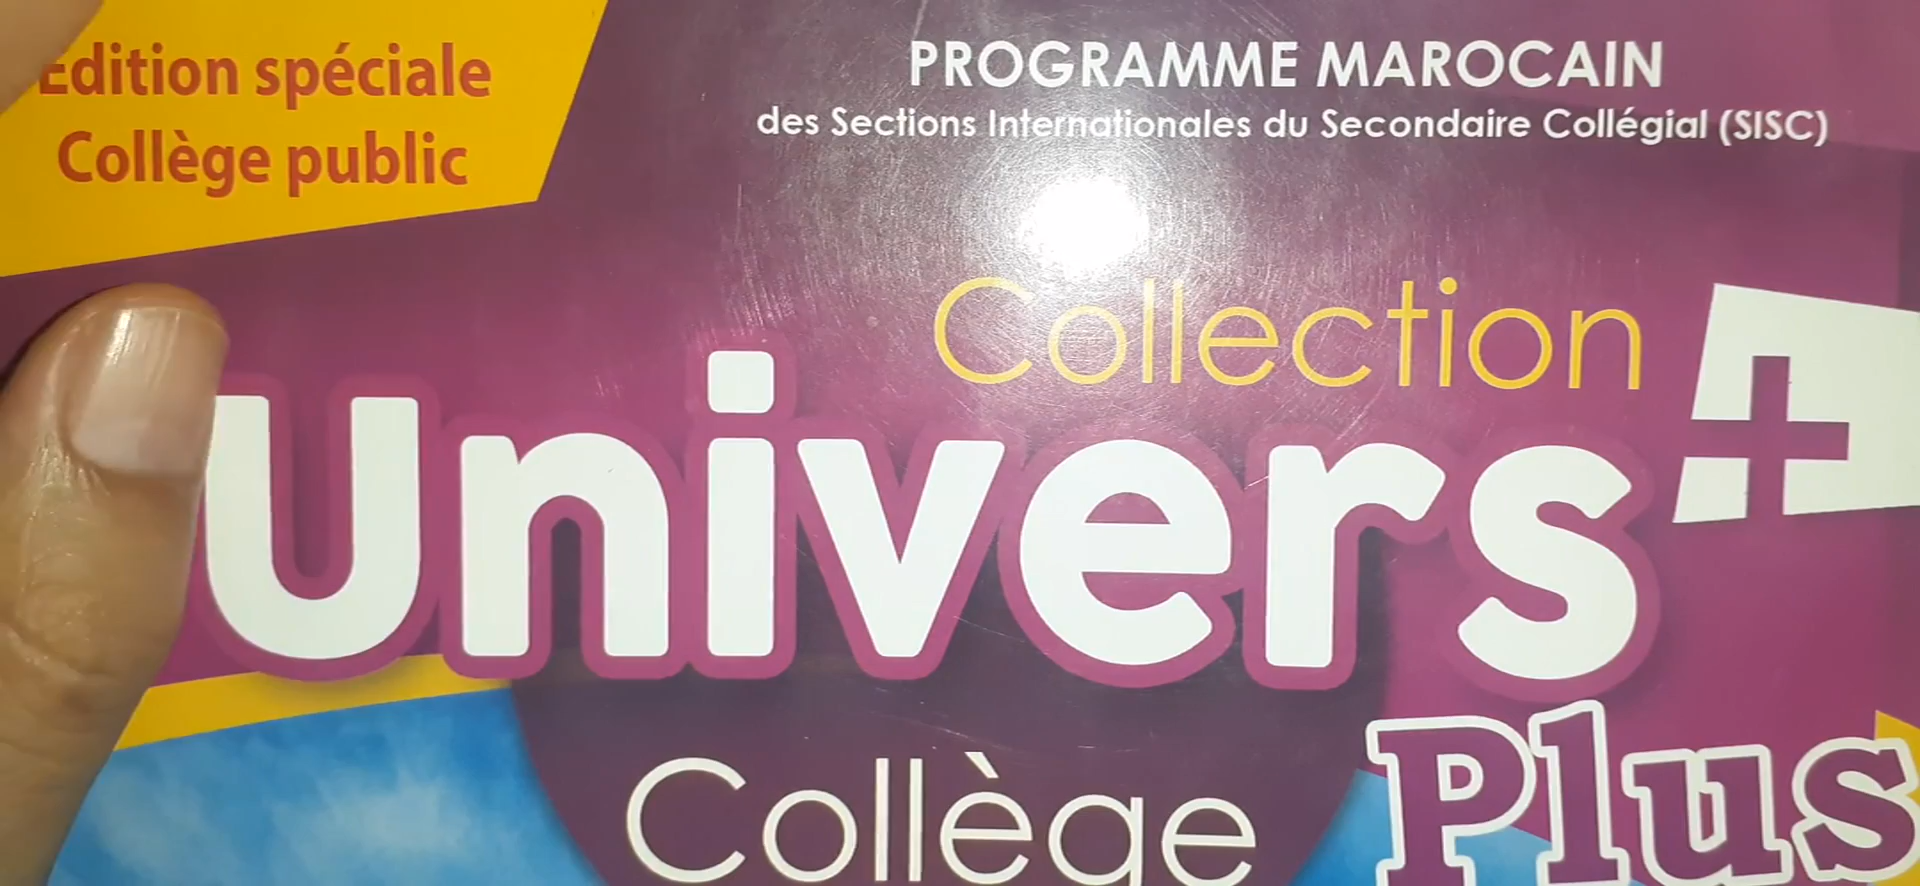 Edition spéciale
Collège public
PROGRAMME MAROCAIN
des Sections Internationales du Secondaire Collégial (SISC)
Collection
Univers +
Plus
Collège